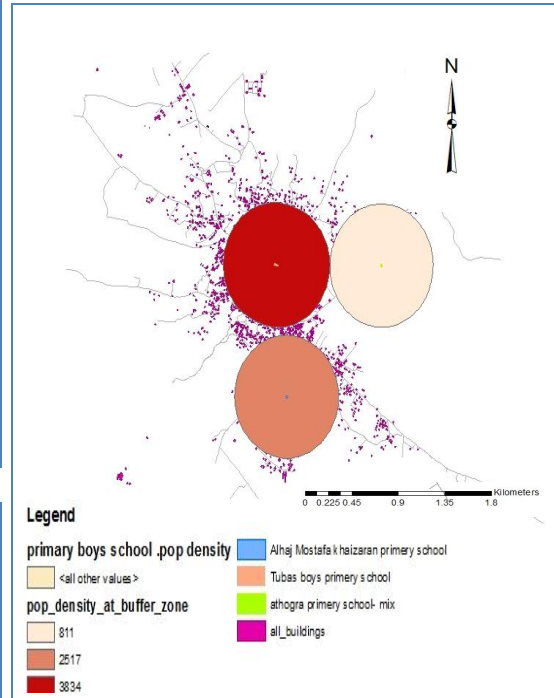 N
Kilometers
0 0.225 0.45 0.9 1.35 1.8
Legend
primary boys school .pop density
<all other values>
pop_density_at_buffer_zone
811
2517
3834
Alhaj Mostafa khaizaran primery school
Tubas boys primery school
athogra primery school- mix
all_buildings